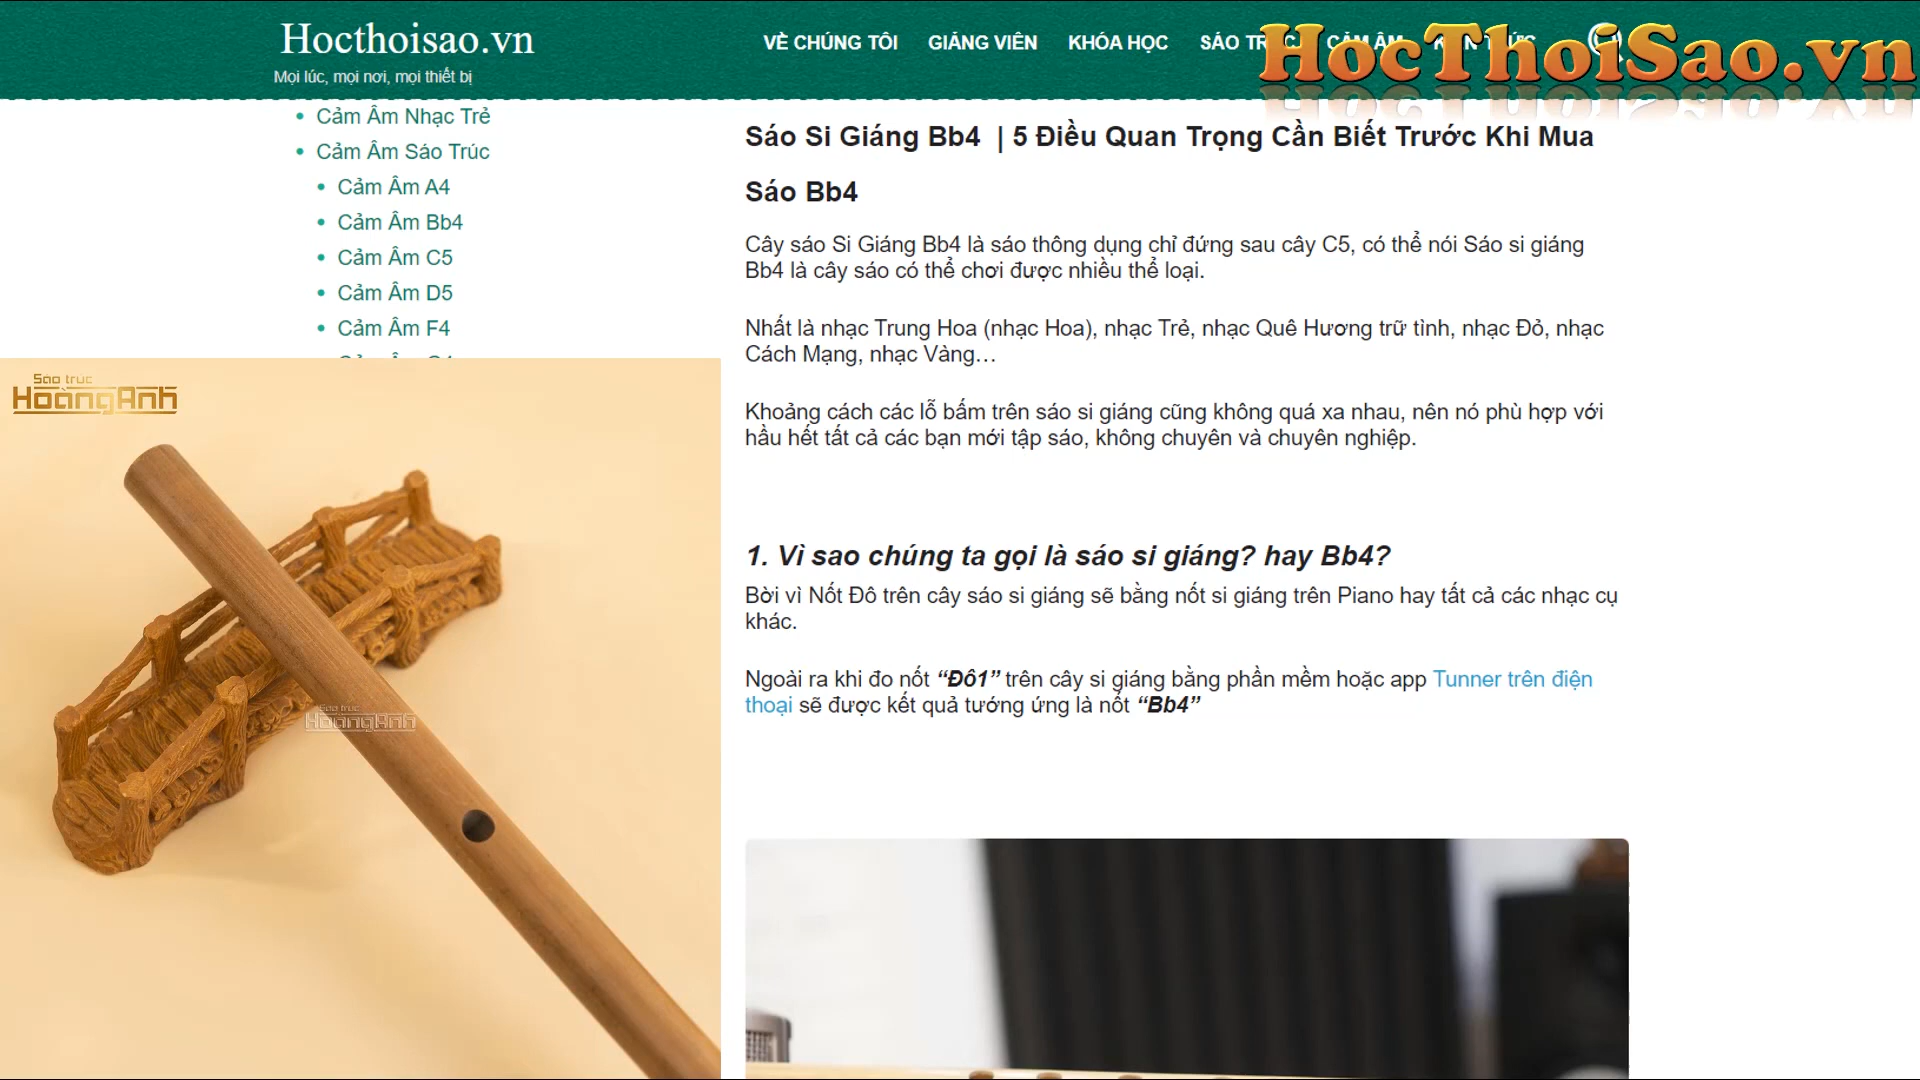 Hocthoisao.vn
Mọi lúc, mọi nơi, mọi thiết bị
VỀ CHÚNG TÔI GIẢNG VIÊN KHÓA HỌC SÁO CẢM ÂM
HocThoiSao.vn
Cảm Âm Nhạc Trẻ
Cảm Âm Sáo Trúc
Cảm Âm A4
Cảm Âm Bb4
Cảm Âm C5
Cảm Âm D5
Cảm Âm F4
Sáo trúc
HoàngAnh
Sáo trúc
HoàngAnh
Sáo Si Giáng Bb4 | 5 Điều Quan Trọng Cần Biết Trước Khi Mua
Sáo Bb4
Cây sáo Si Giáng Bb4 là sáo thông dụng chỉ đứng sau cây C5, có thể nói Sáo si giáng
Bb4 là cây sáo có thể chơi được nhiều thể loại.
Nhất là nhạc Trung Hoa (nhạc Hoa), nhạc Trẻ, nhạc Quê Hương trữ tình, nhạc Đỏ, nhạc
Cách Mạng, nhạc Vàng…
Khoảng cách các lỗ bấm trên sáo si giáng cũng không quá xa nhau, nên nó phù hợp với
hầu hết tất cả các bạn mới tập sáo, không chuyên và chuyên nghiệp.
1. Vì sao chúng ta gọi là sáo si giáng? hay Bb4?
Bởi vì Nốt Đô trên cây sáo si giáng sẽ bằng nốt si giáng trên Piano hay tất cả các nhạc cụ
khác.
Ngoài ra khi đo nốt “Đô1” trên cây si giáng bằng phần mềm hoặc app Tunner trên điện
thoại sẽ được kết quả tướng ứng là nốt “Bb4”